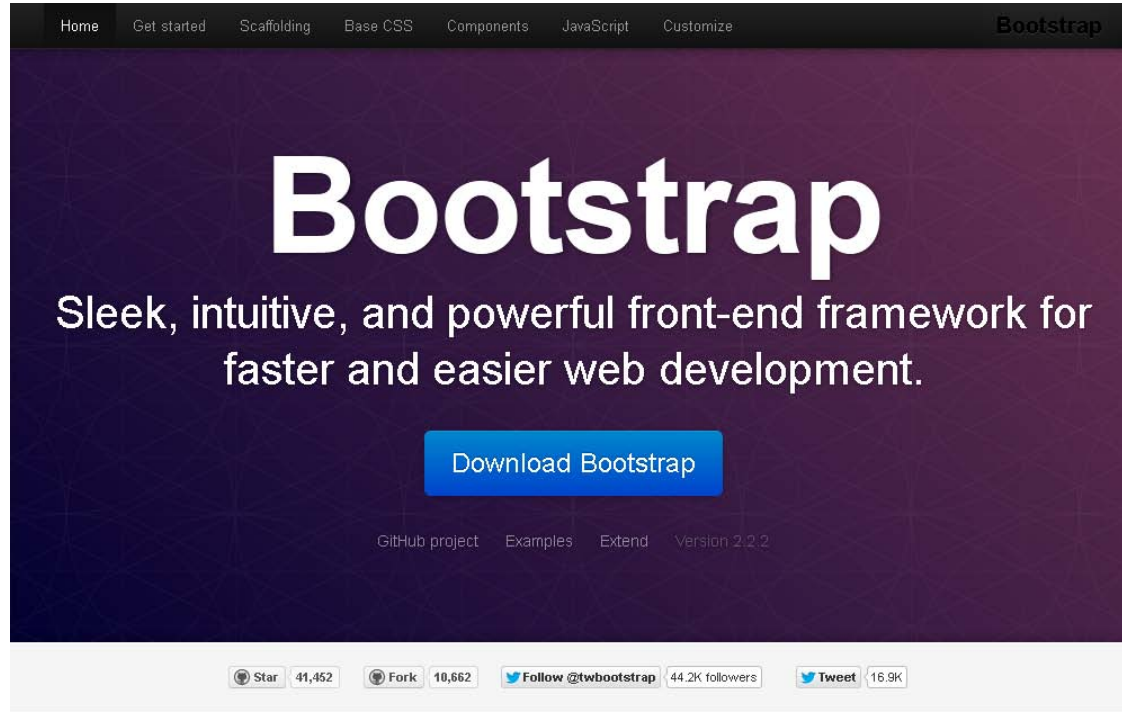 Home Get started Scaffolding Base CSS Components JavaScript Customize Bootstrap
Bootstrap
Sleek, intuitive, and powerful front-end framework for
faster and easier web development.
Download Bootstrap
GitHub project Examples Extend Version 2.2.2
Star 41,452 Fork 10,662 Follow @twbootstrap 44.2K followers Tweet 16.9K